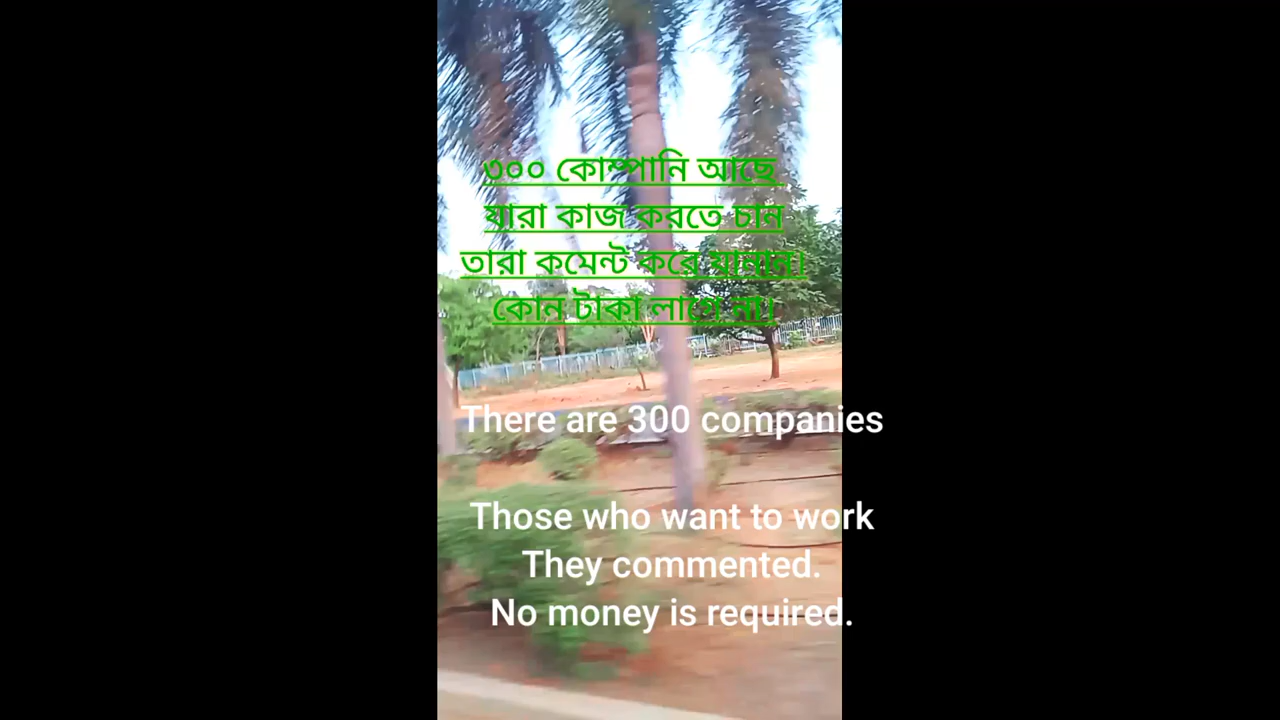 ৩০০ কোম্পানি আছে
যারা কাজ করতে চান
তারা কমেন্ট করে যানান।
কোন টাকা লাগে না।
There are 300 companies
Those who want to work
They commented.
No money is required.